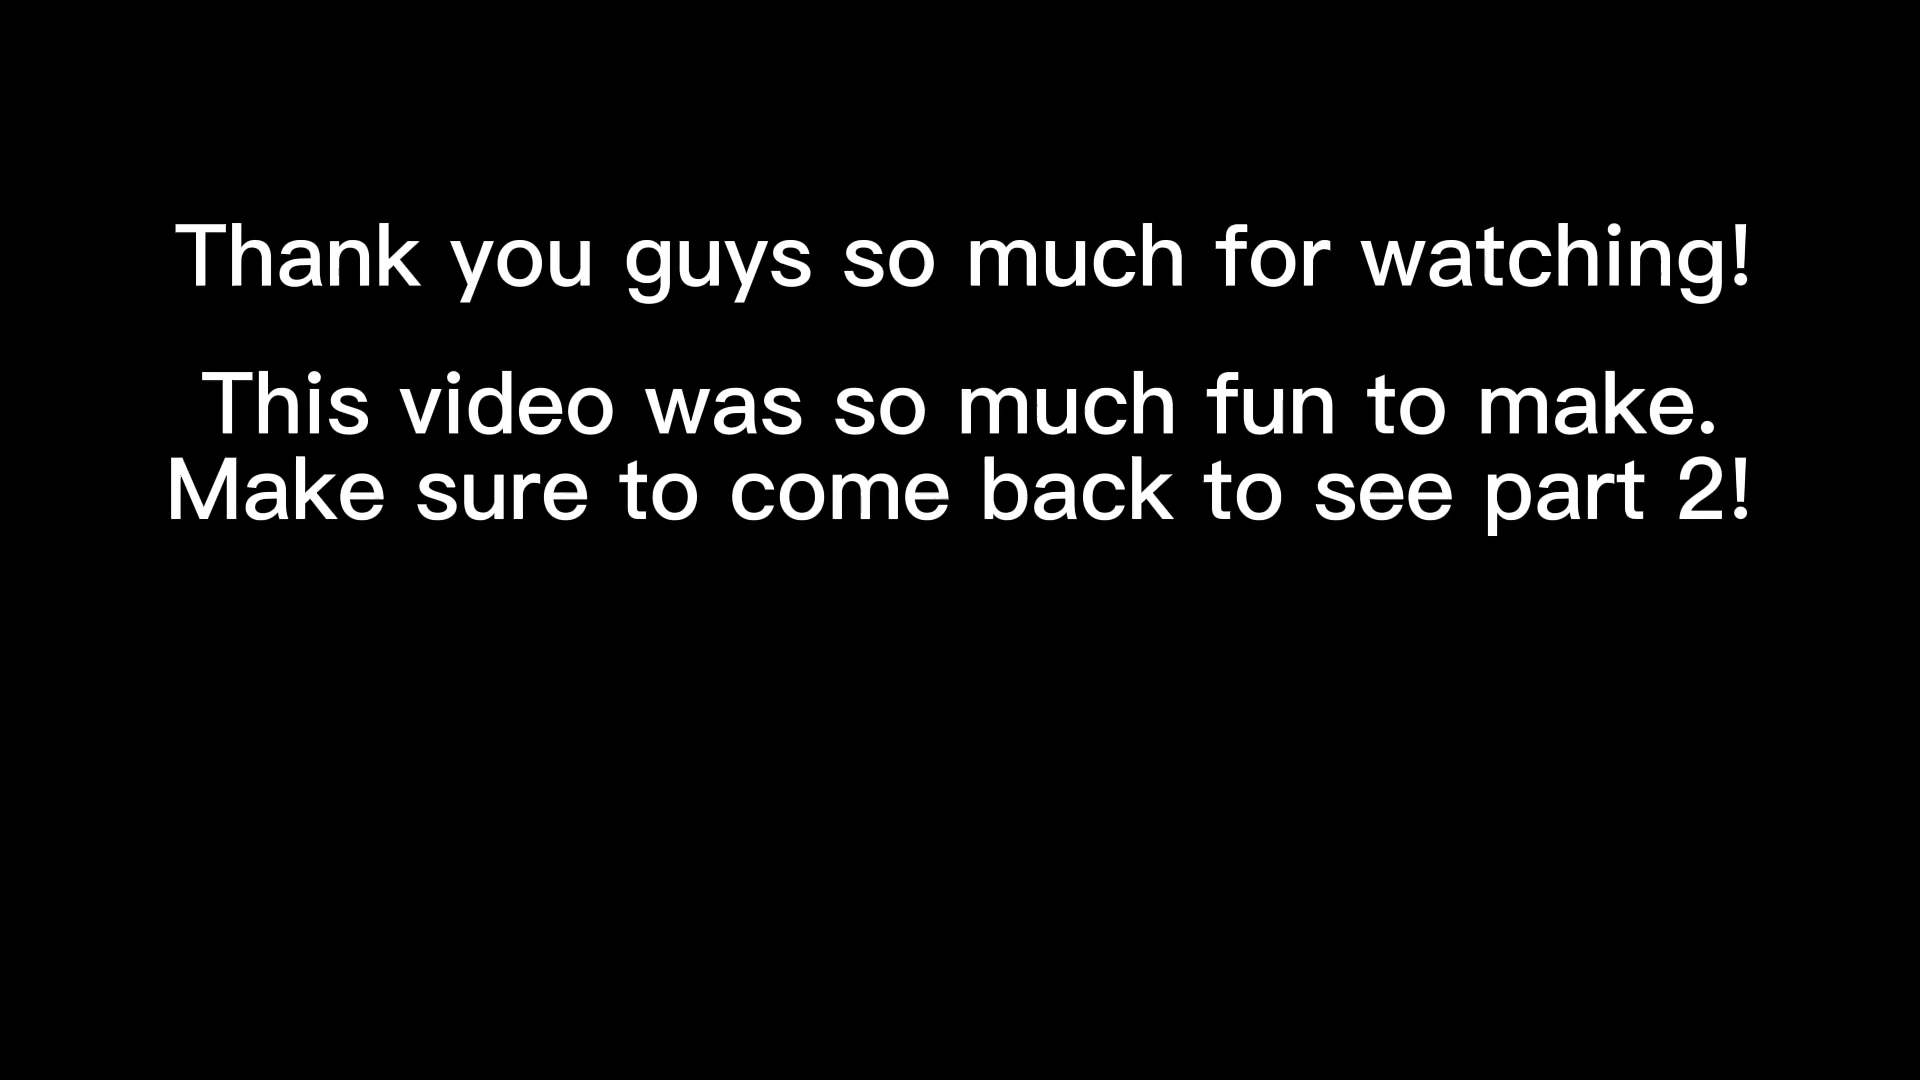 Thank you guys so much for watching!
This video was so much fun to make.
Make sure to come back to see part 2!